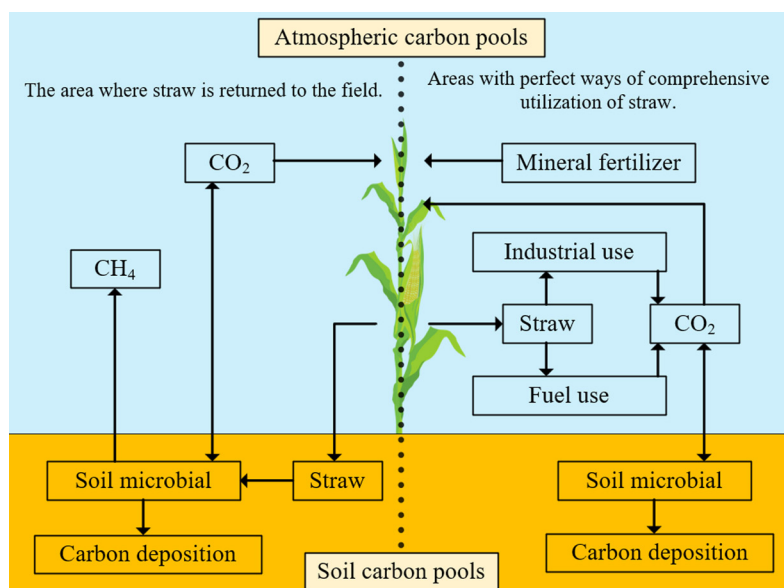 Atmospheric carbon pools
The area where straw is returned to the field.
Areas with perfect ways of comprehensive
utilization of straw.
CO₂
Mineral fertilizer
CH₄
Industrial use
Straw
CO₂
Fuel use
Soil microbial
Straw
Soil microbial
Carbon deposition
Carbon deposition
Soil carbon pools